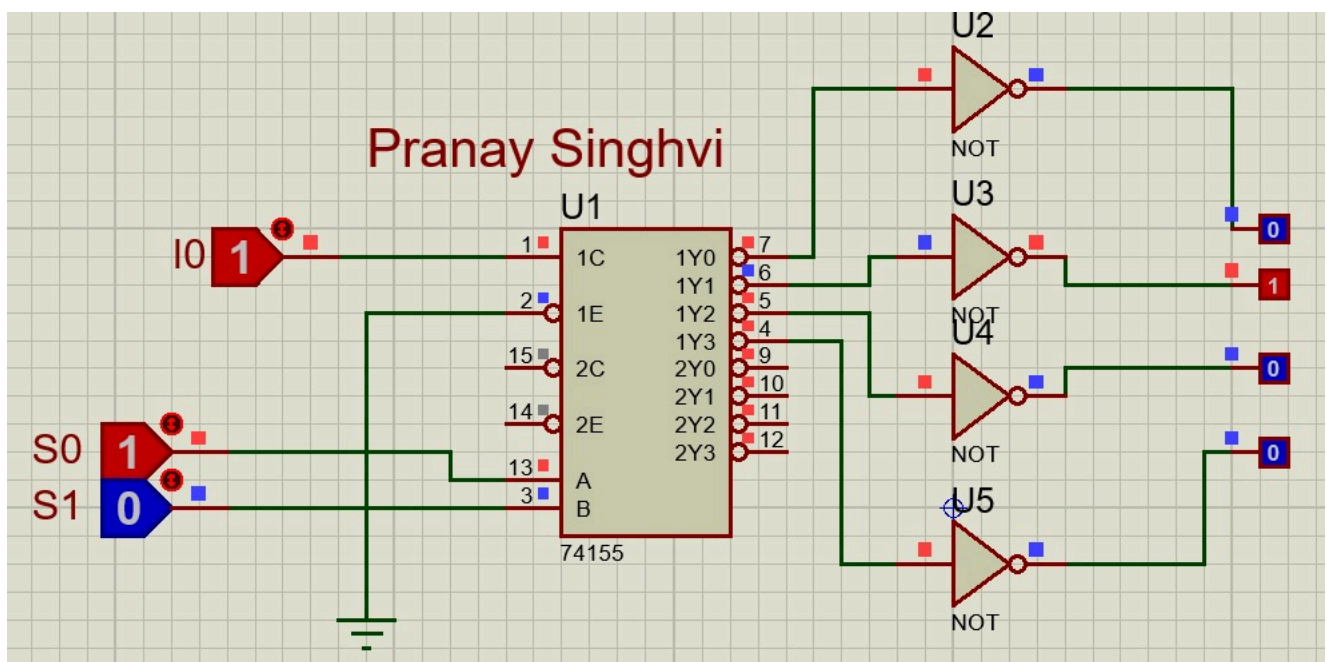 U2
NOT
Pranay Singhvi
U3
NOT
U1
I0 1
1 1C 1Y0 7
1Y1 6
2 1E 1Y2 5
1Y3 4
15 2C 2Y0 9
2Y1 10
14 2E 2Y2 11
2Y3 12
S0 1
13 A
S1 0
3 B
74155
0
1
U4
NOT
0
0
U5
NOT